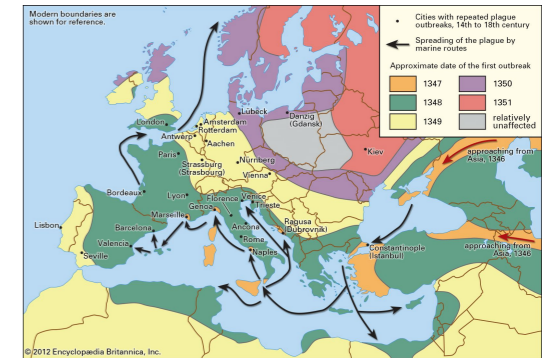 Modern boundaries are
shown for reference.
Cities with repeated plague
outbreaks, 14th to 18th century
Spreading of the plague by
marine routes
Approximate date of the first outbreak
1347
1350
1348
1351
1349
relatively
unaffected
Lübeck
Danzig
(Gdansk)
London
Amsterdam
Rotterdam
Antwerp
Aachen
Paris
Kiev
approaching from
Asia, 1346
Strassburg
(Strasbourg)
Nürnberg
Vienna
Bordeaux
Lyon
Florence
Venice
Trieste
Genoa
Marseille
Ragusa
(Dubrovnik)
Lisbon
Barcelona
Ancona
Valencia
Rome
Constantinople
(Istanbul)
approaching from
Asia, 1346
Seville
Naples
© 2012 Encyclopædia Britannica, Inc.